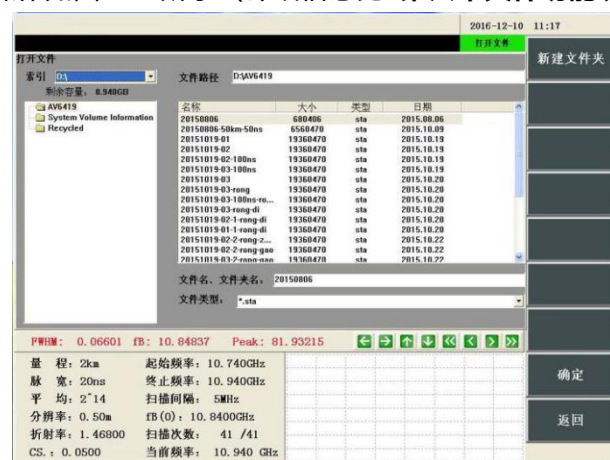 2016-12-10 11:17
打开文件
新建文件夹
打开文件
索引 D:\
文件路径 D:\AV6419
剩余容量: 8.940GB
AV6419
System Volume Information
Recycled
名称 大小 类型 日期
20150806 680406 sta 2015.08.06
20150806-50km-50ns 6560470 sta 2015.10.09
20151019-01 19360470 sta 2015.10.19
20151019-02 19360470 sta 2015.10.19
20151019-02-100ns 19360470 sta 2015.10.19
20151019-03-100ns 19360470 sta 2015.10.19
20151019-03 19360470 sta 2015.10.19
20151019-03-rong 19360470 sta 2015.10.20
20151019-03-100ns-ro... 19360470 sta 2015.10.20
20151019-03-rong-di 19360470 sta 2015.10.20
20151019-02-1-rong-di 19360470 sta 2015.10.20
20151019-01-1-rong-di 19360470 sta 2015.10.20
20151019-02-2-rong-z... 19360470 sta 2015.10.22
20151019-02-2-rong-gao 19360470 sta 2015.10.22
20151019-03-2-rong-gao 19360470 sta 2015.10.22
文件名、文件夹名: 20150806
文件类型: *.sta
FWHM: 0.06601 fB: 10.84837 Peak: 81.93215
量 程: 2km 起始频率: 10.740GHz
脉 宽: 20ns 终止频率: 10.940GHz
平 均: 2^14 扫描间隔: 5MHz
分辨率: 0.50m fB(0): 10.8400GHz
折射率: 1.46800 扫描次数: 41 /41
CS.: 0.0500 当前频率: 10.940 GHz
确定
返回